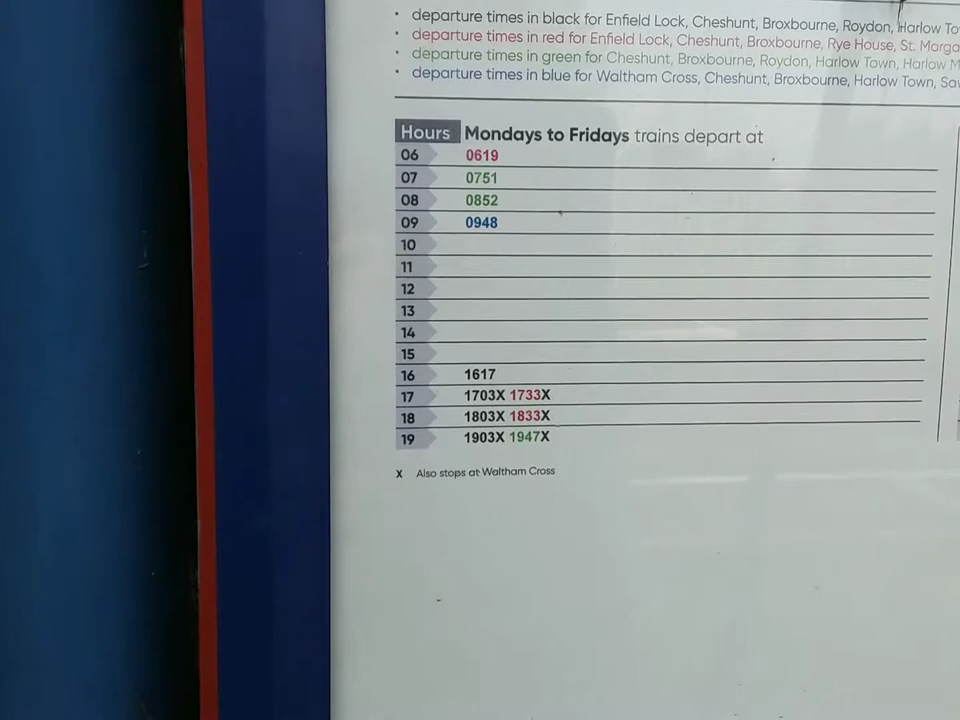 • departure times in black for Enfield Lock, Cheshunt, Broxbourne, Roydon, Harlow
• departure times in red for Enfield Lock, Cheshunt, Broxbourne, Rye House, St.
• departure times in green for Cheshunt, Broxbourne, Roydon, Harlow Town, Harlow
• departure times in blue for Waltham Cross, Cheshunt, Broxbourne, Harlow Town,
Hours Mondays to Fridays trains depart at
06 0619
07 0751
08 0852
09 0948
10
11
12
13
14
15
16 1617
17 1703X 1733X
18 1803X 1833X
19 1903X 1947X
X Also stops at Waltham Cross